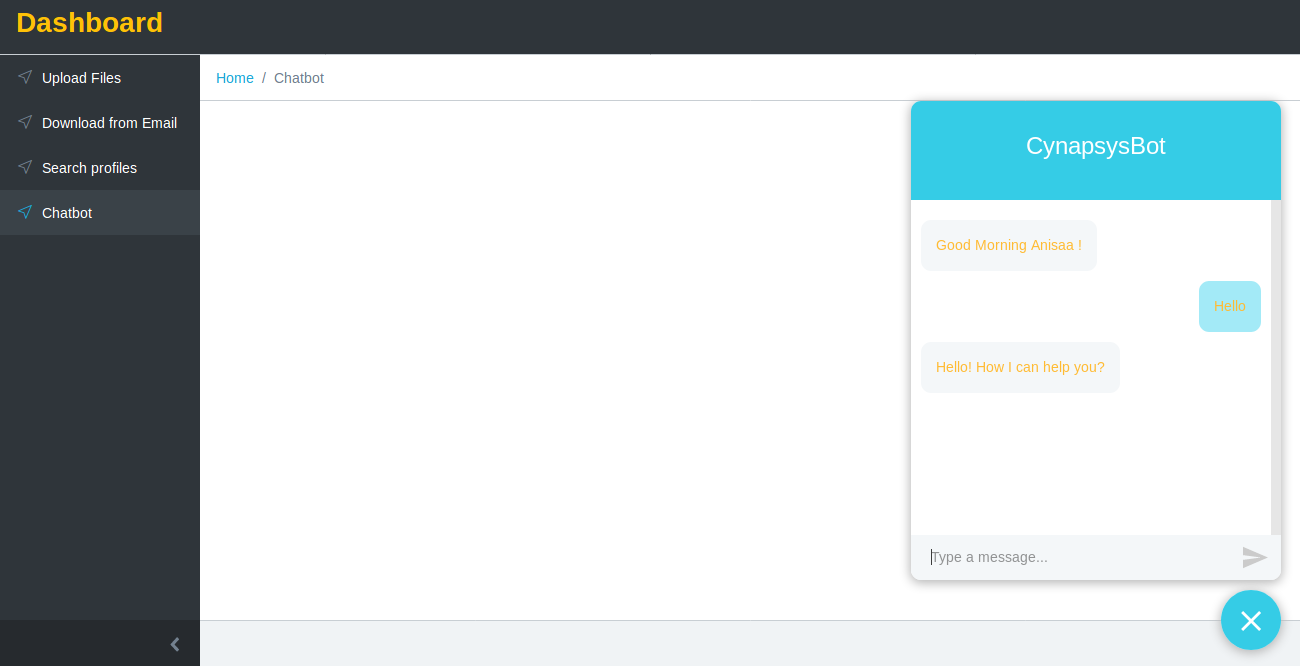 Dashboard
Upload Files
Download from Email
Search profiles
Chatbot
Home / Chatbot
CynapsysBot
Good Morning Anisaa !
Hello
Hello! How I can help you?
Type a message...